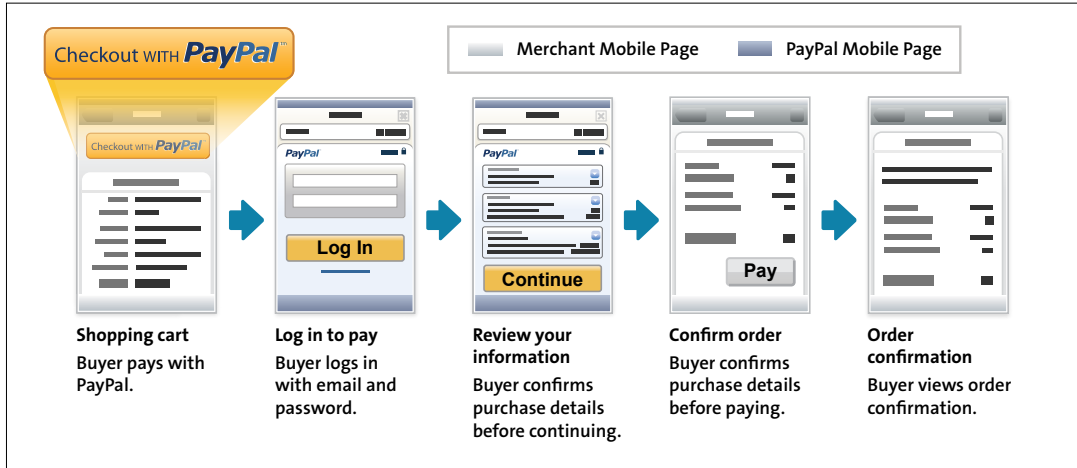 Checkout WITH PayPal™
Merchant Mobile Page
PayPal Mobile Page
Checkout WITH PayPal
PayPal
Log In
PayPal
Continue
Pay
Shopping cart
Buyer pays with
PayPal.
Log in to pay
Buyer logs in
with email and
password.
Review your
information
Buyer confirms
purchase details
before continuing.
Confirm order
Buyer confirms
purchase details
before paying.
Order
confirmation
Buyer views order
confirmation.